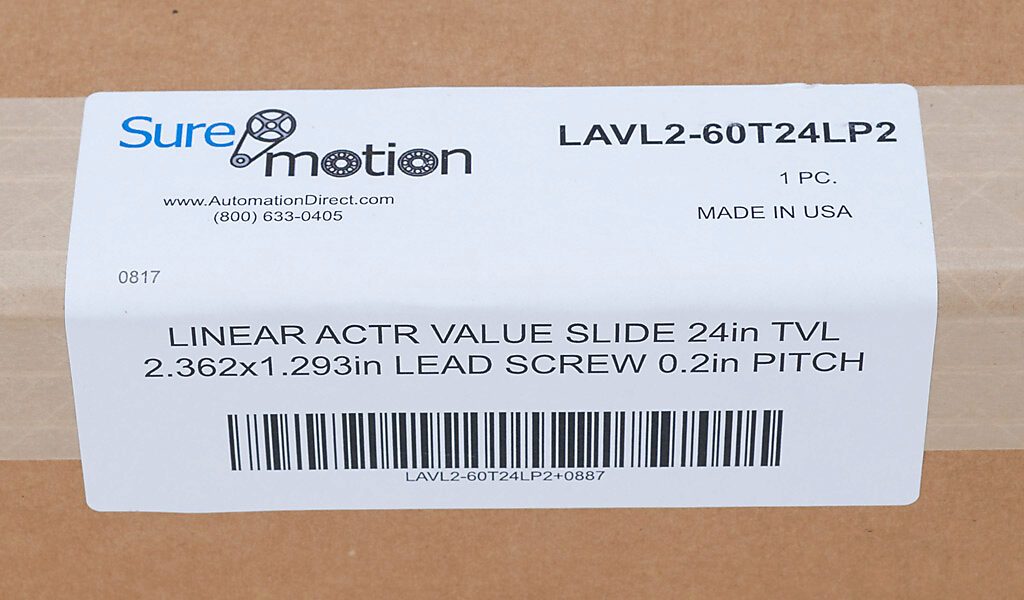 Sure motion
www.AutomationDirect.com
(800) 633-0405
LAVL2-60T24LP2
1 PC.
MADE IN USA
0817
LINEAR ACTR VALUE SLIDE 24in TVL
2.362x1.293in LEAD SCREW 0.2in PITCH
LAVL2-60T24LP2+0887